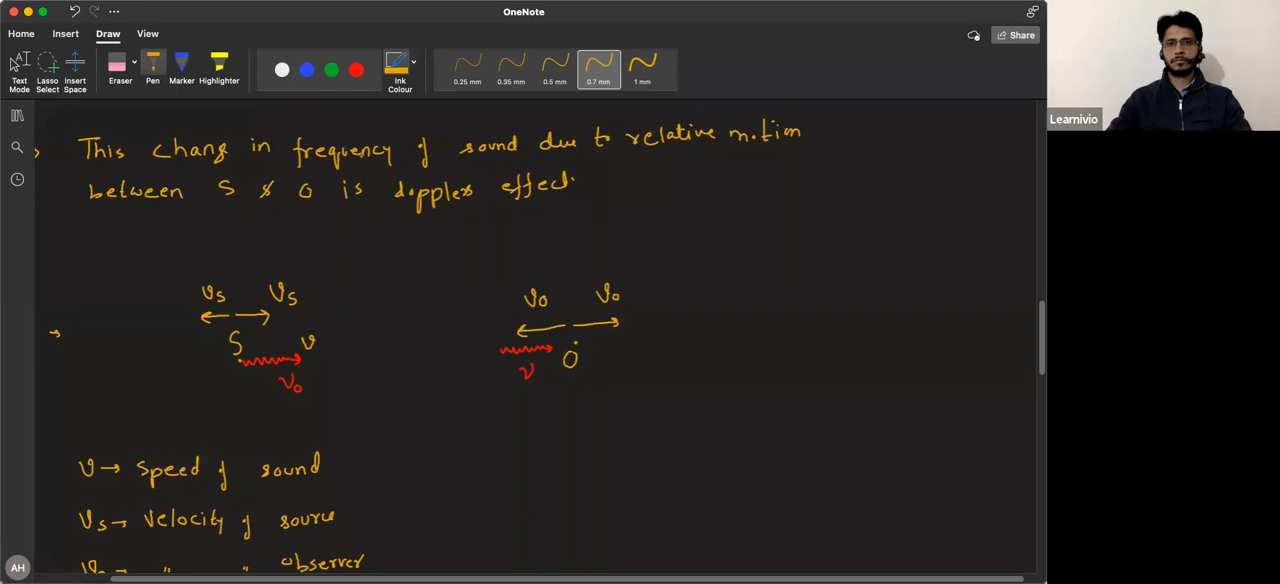 OneNote
Home Insert Draw View
Share
Text Mode Lasso Select Insert Space Eraser Pen Marker Highlighter Ink Colour 0.25 mm 0.35 mm 0.5 mm 0.7 mm 1 mm
Learnivio
This change in frequency of sound due to relative motion
between S & O is dopplers effect.
vs vs vo vo
S v O
ν0 ν
v → speed of sound
vs → velocity of source
vo → " " observer
AH